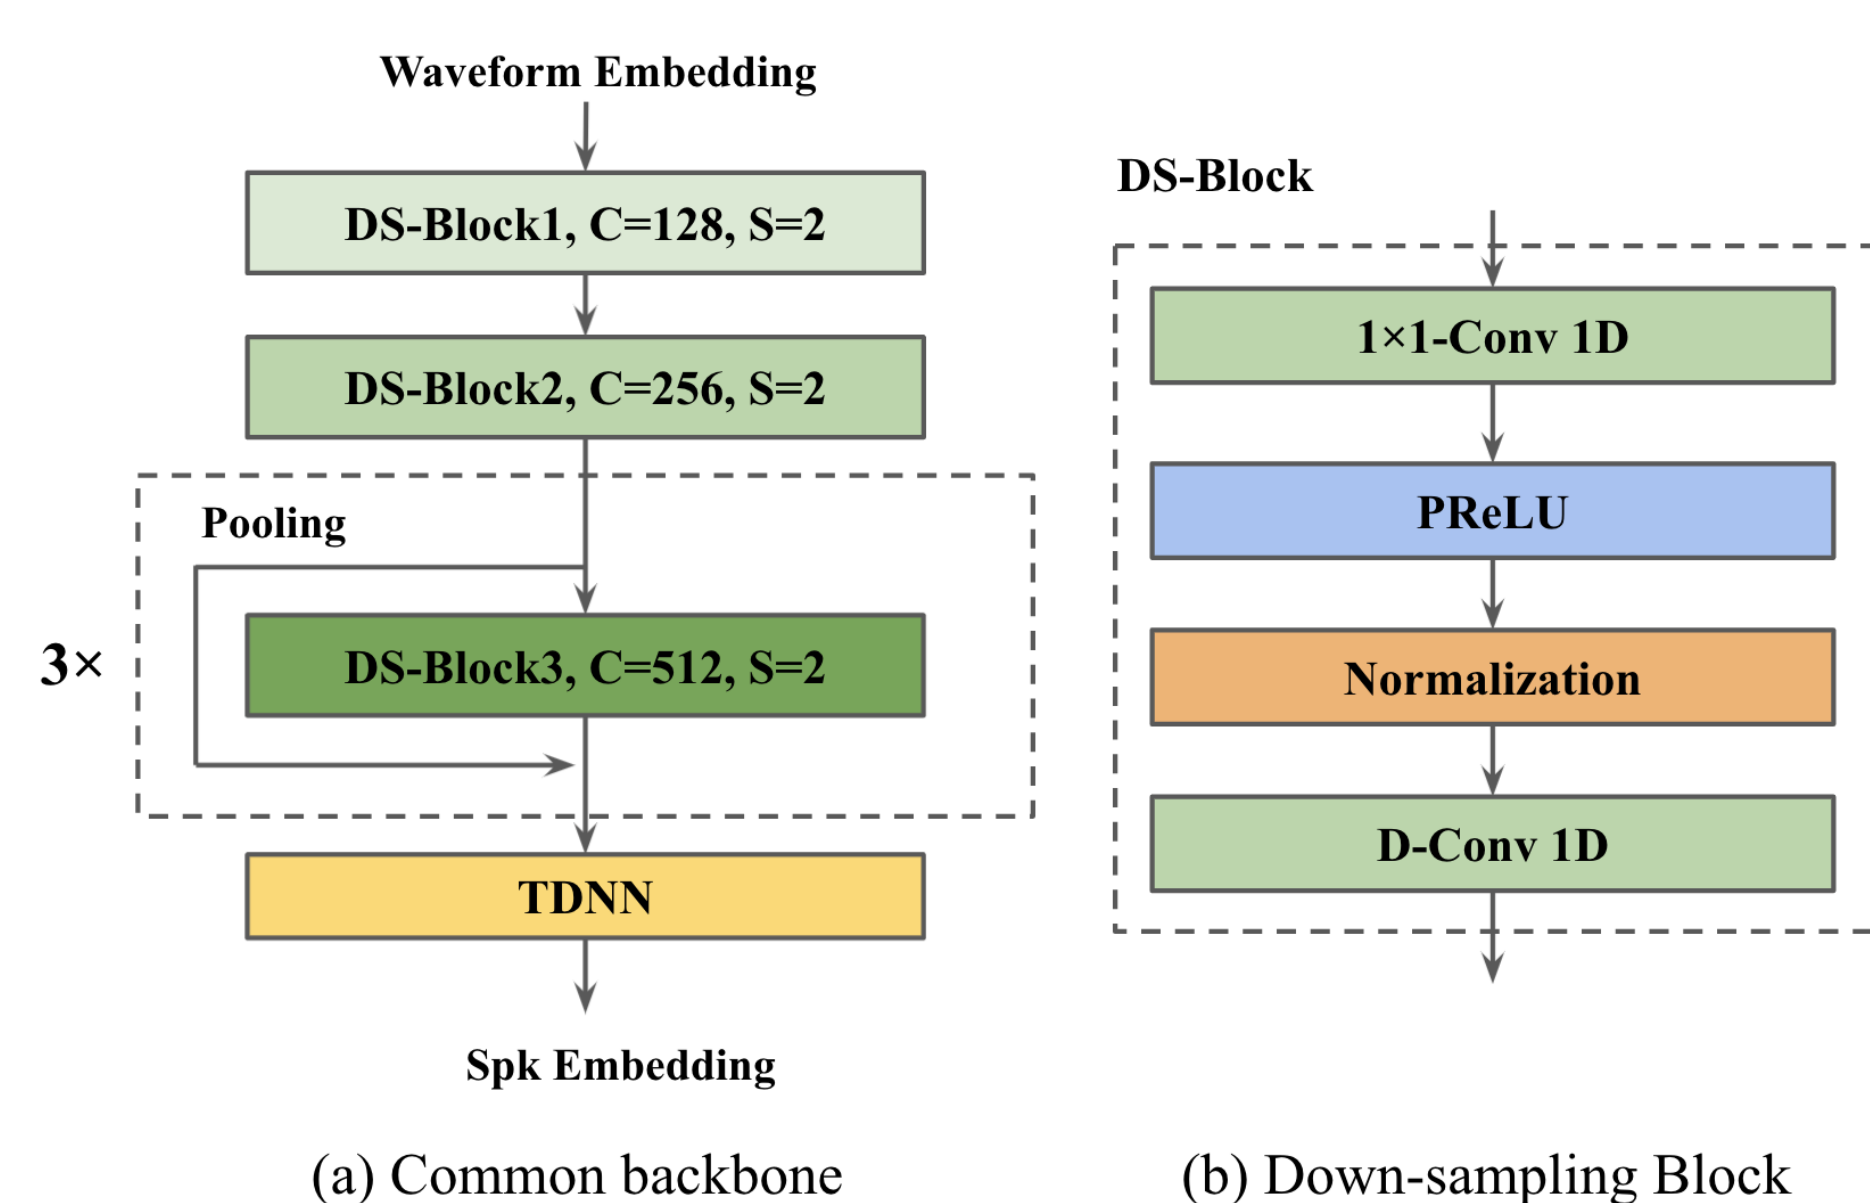 Waveform Embedding
DS-Block1, C=128, S=2
DS-Block2, C=256, S=2
Pooling
3×
DS-Block3, C=512, S=2
TDNN
Spk Embedding
(a) Common backbone
DS-Block
1×1-Conv 1D
PReLU
Normalization
D-Conv 1D
(b) Down-sampling Block